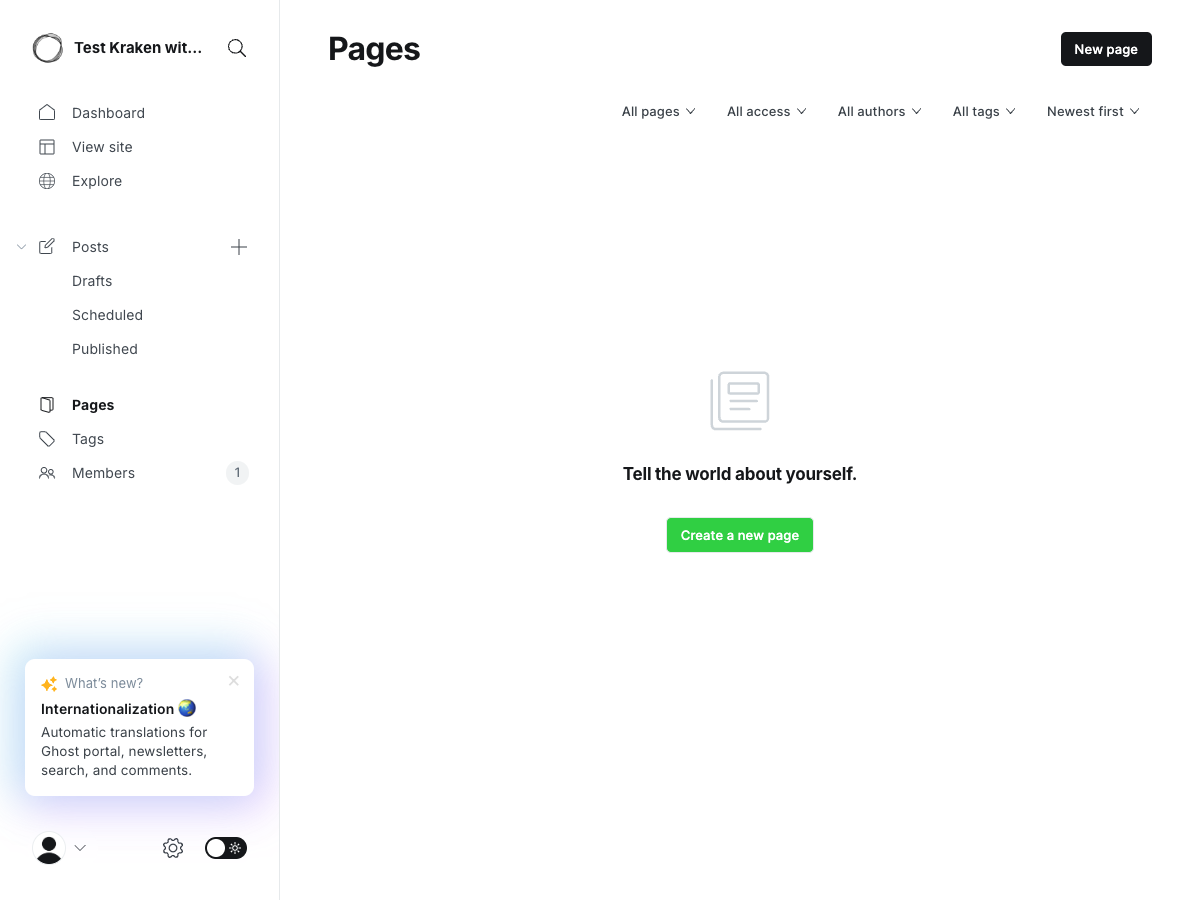 Test Kraken wit...
Dashboard
View site
Explore
Posts
Drafts
Scheduled
Published
Pages
Tags
Members 1
What's new?
Internationalization 🌏
Automatic translations for
Ghost portal, newsletters,
search, and comments.
Pages
New page
All pages All access All authors All tags Newest first
Tell the world about yourself.
Create a new page